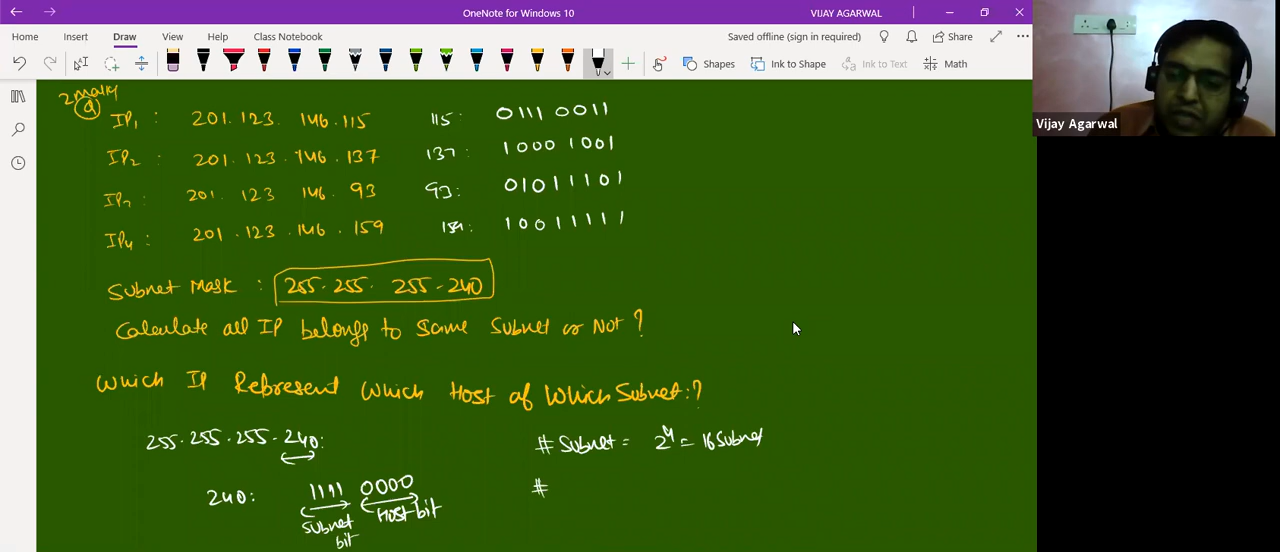 OneNote for Windows 10
VIJAY AGARWAL
Home Insert Draw View Help Class Notebook
Saved offline (sign in required) Share
Shapes Ink to Shape Ink to Text Math
2 mark
Q
IP1 : 201.123. 146.115 115: 0111 0011
IP2 : 201.123.146.137 137: 1000 1001
IP3 : 201.123.146.93 93: 01011101
IP4 : 201.123.146.159 159: 10011111
Subnet Mask : 255.255.255.240
Calculate all IP belongs to Same Subnet or Not ?
Which IP Represent Which Host of Which Subnet:?
255.255.255.240: # Subnet = 2^4 = 16 Subnet
240: 1111 0000 #
Subnet bit Host bit
Vijay Agarwal